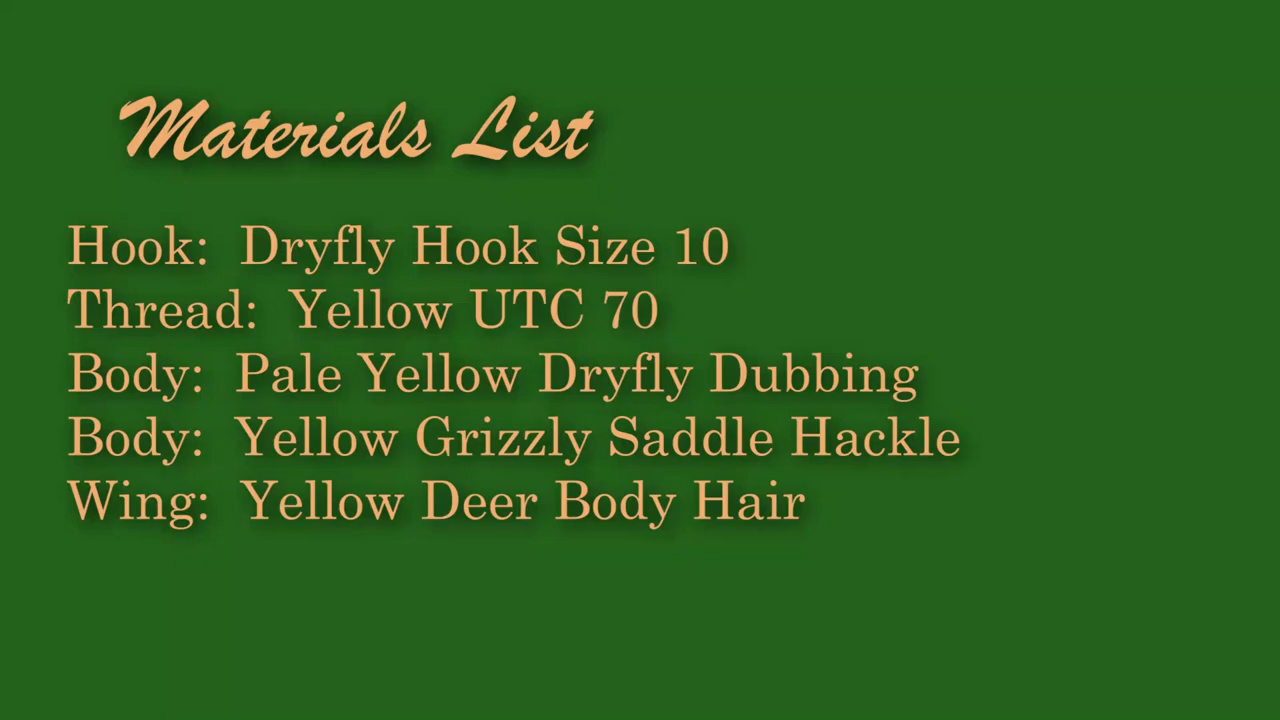 Materials List
Hook:  Dryfly Hook Size 10
Thread:  Yellow UTC 70
Body:  Pale Yellow Dryfly Dubbing
Body:  Yellow Grizzly Saddle Hackle
Wing:  Yellow Deer Body Hair